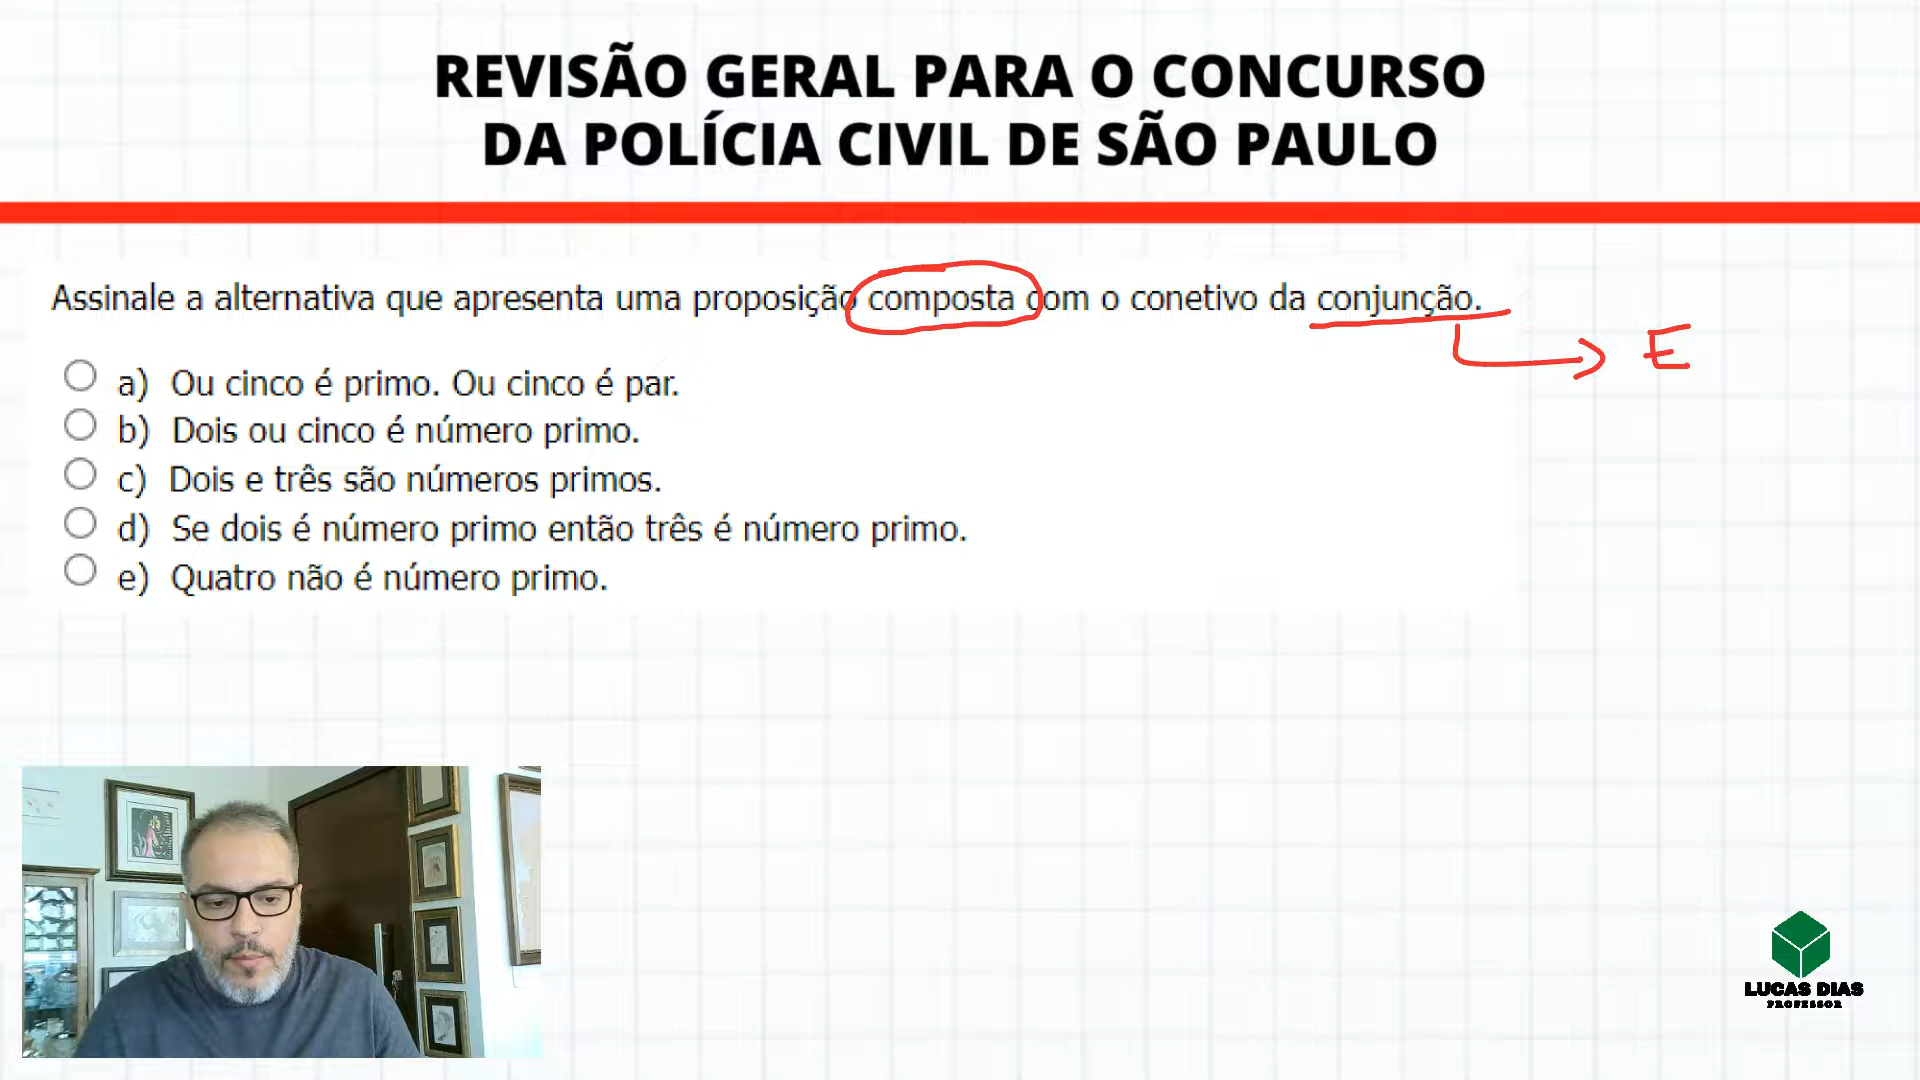 REVISÃO GERAL PARA O CONCURSO
DA POLÍCIA CIVIL DE SÃO PAULO
Assinale a alternativa que apresenta uma proposição composta com o conetivo da conjunção.
E
a) Ou cinco é primo. Ou cinco é par.
b) Dois ou cinco é número primo.
c) Dois e três são números primos.
d) Se dois é número primo então três é número primo.
e) Quatro não é número primo.
LUCAS DIAS
PROFESSOR